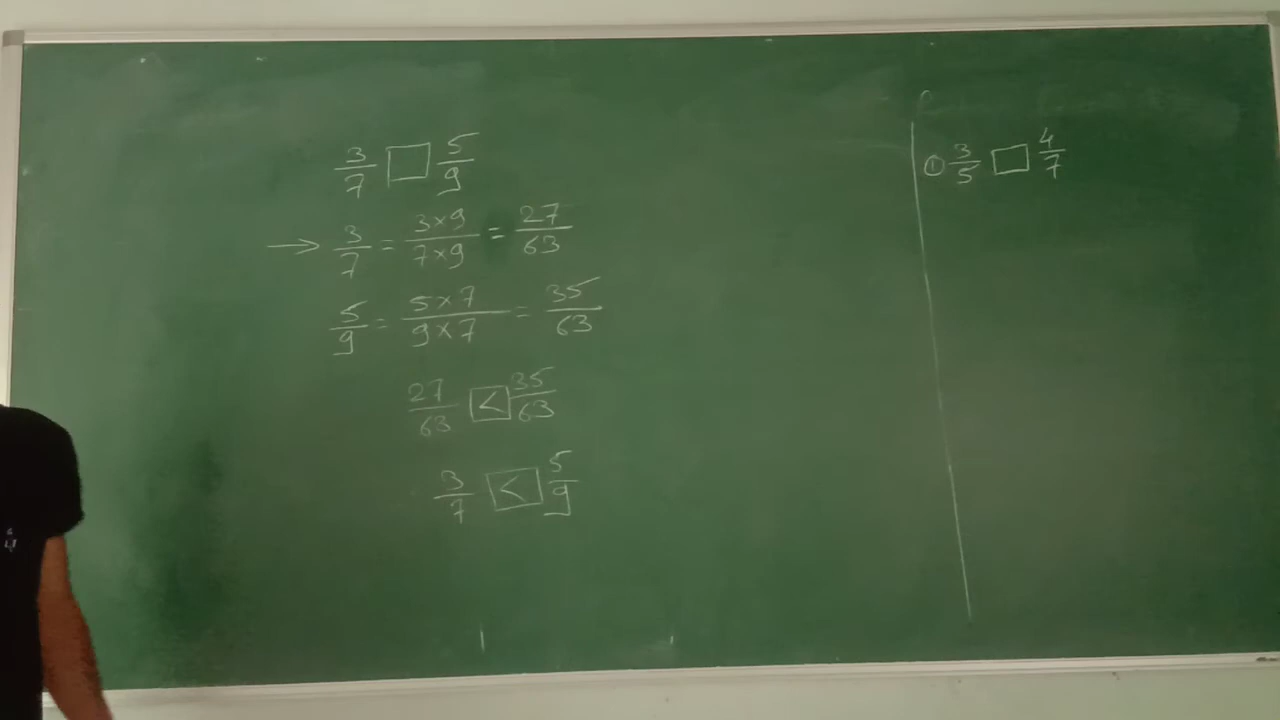 3/7 □ 5/9
→ 3/7 = 3×9/7×9 = 27/63
5/9 = 5×7/9×7 = 35/63
27/63 < 35/63
3/7 < 5/9
① 3/5 □ 4/7